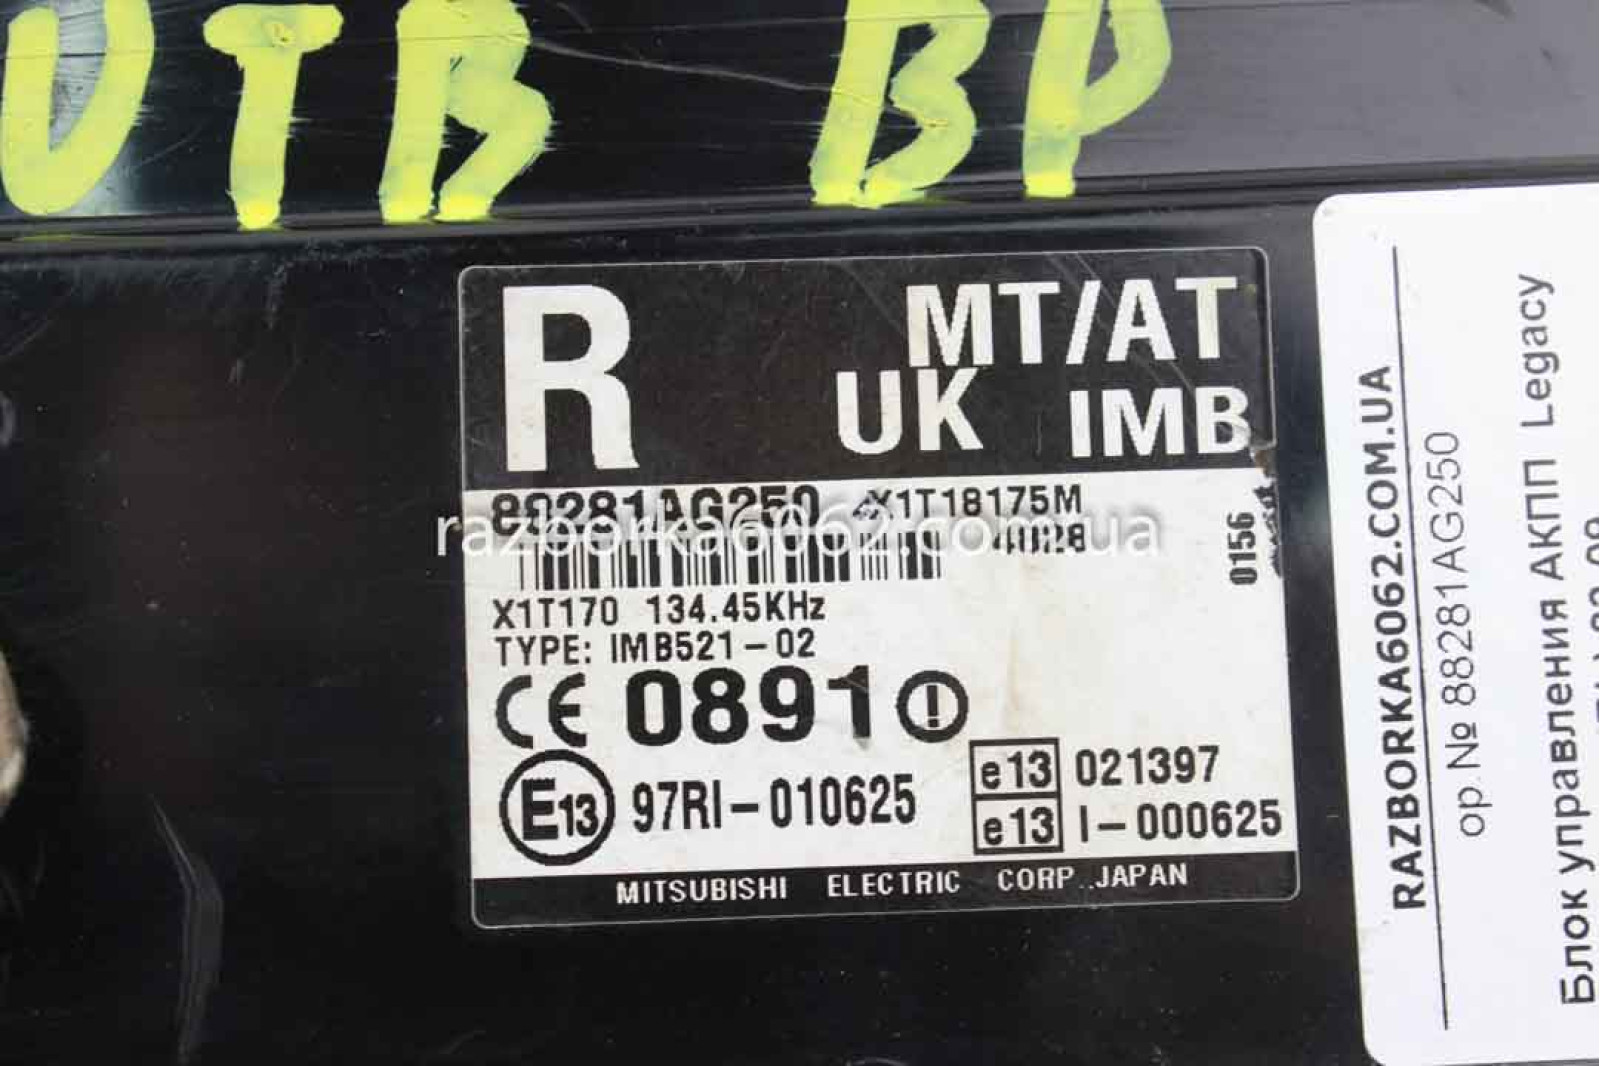 UTB BP
R MT/AT
UK IMB
88281AG250 X1T18175M
4828
0156
X1T170 134.45KHz
TYPE: IMB521-02
CE 0891
E13 97RI-010625
e13 021397
e13 I-000625
MITSUBISHI ELECTRIC CORP. JAPAN
razborka6062.com.ua
RAZBORKA6062.COM.UA
ор.№ 88281AG250
Блок управления АКПП Legacy